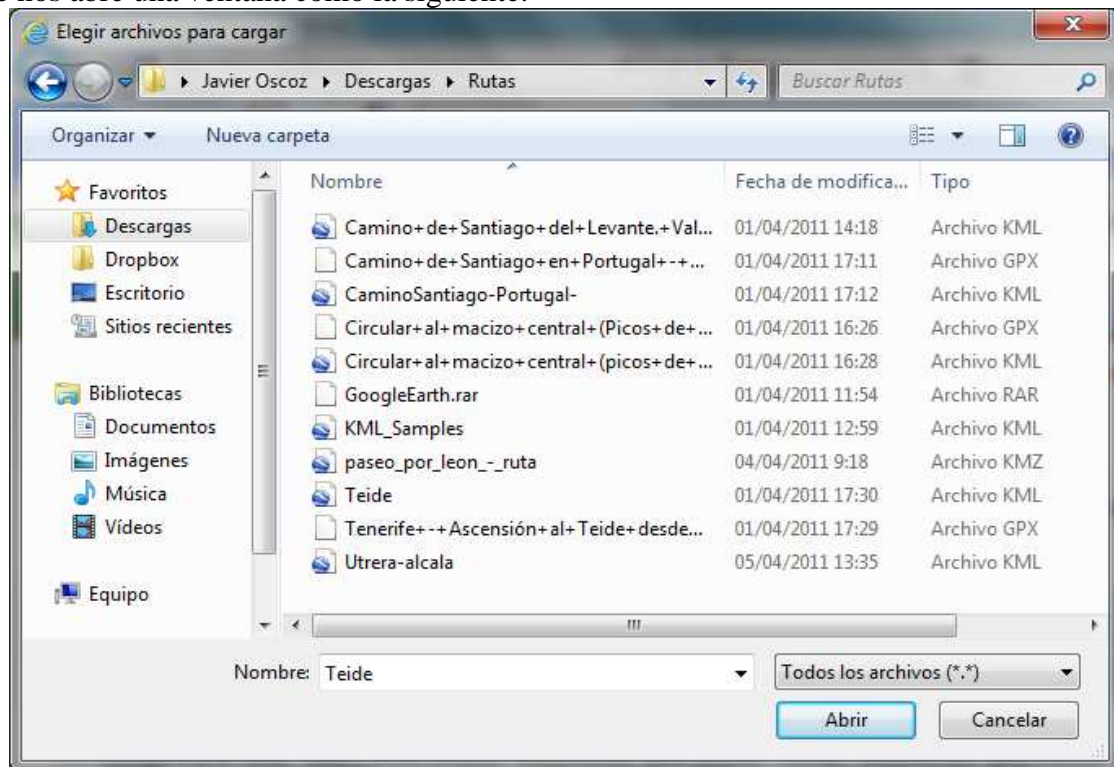 se nos abre una ventana como la siguiente:
Elegir archivos para cargar
Javier Oscoz Descargas Rutas Buscar Rutas
Organizar Nueva carpeta
Favoritos
Descargas
Dropbox
Escritorio
Sitios recientes
Bibliotecas
Documentos
Imágenes
Música
Vídeos
Equipo
Nombre Fecha de modifica... Tipo
Camino+de+Santiago+del+Levante.+Val... 01/04/2011 14:18 Archivo KML
Camino+de+Santiago+en+Portugal+-+... 01/04/2011 17:11 Archivo GPX
CaminoSantiago-Portugal- 01/04/2011 17:12 Archivo KML
Circular+al+macizo+central+(Picos+de+... 01/04/2011 16:26 Archivo GPX
Circular+al+macizo+central+(picos+de+... 01/04/2011 16:28 Archivo KML
GoogleEarth.rar 01/04/2011 11:54 Archivo RAR
KML_Samples 01/04/2011 12:59 Archivo KML
paseo_por_leon_-_ruta 04/04/2011 9:18 Archivo KMZ
Teide 01/04/2011 17:30 Archivo KML
Tenerife+-+Ascensión+al+Teide+desde... 01/04/2011 17:29 Archivo GPX
Utrera-alcala 05/04/2011 13:35 Archivo KML
Nombre: Teide Todos los archivos (*.*)
Abrir Cancelar